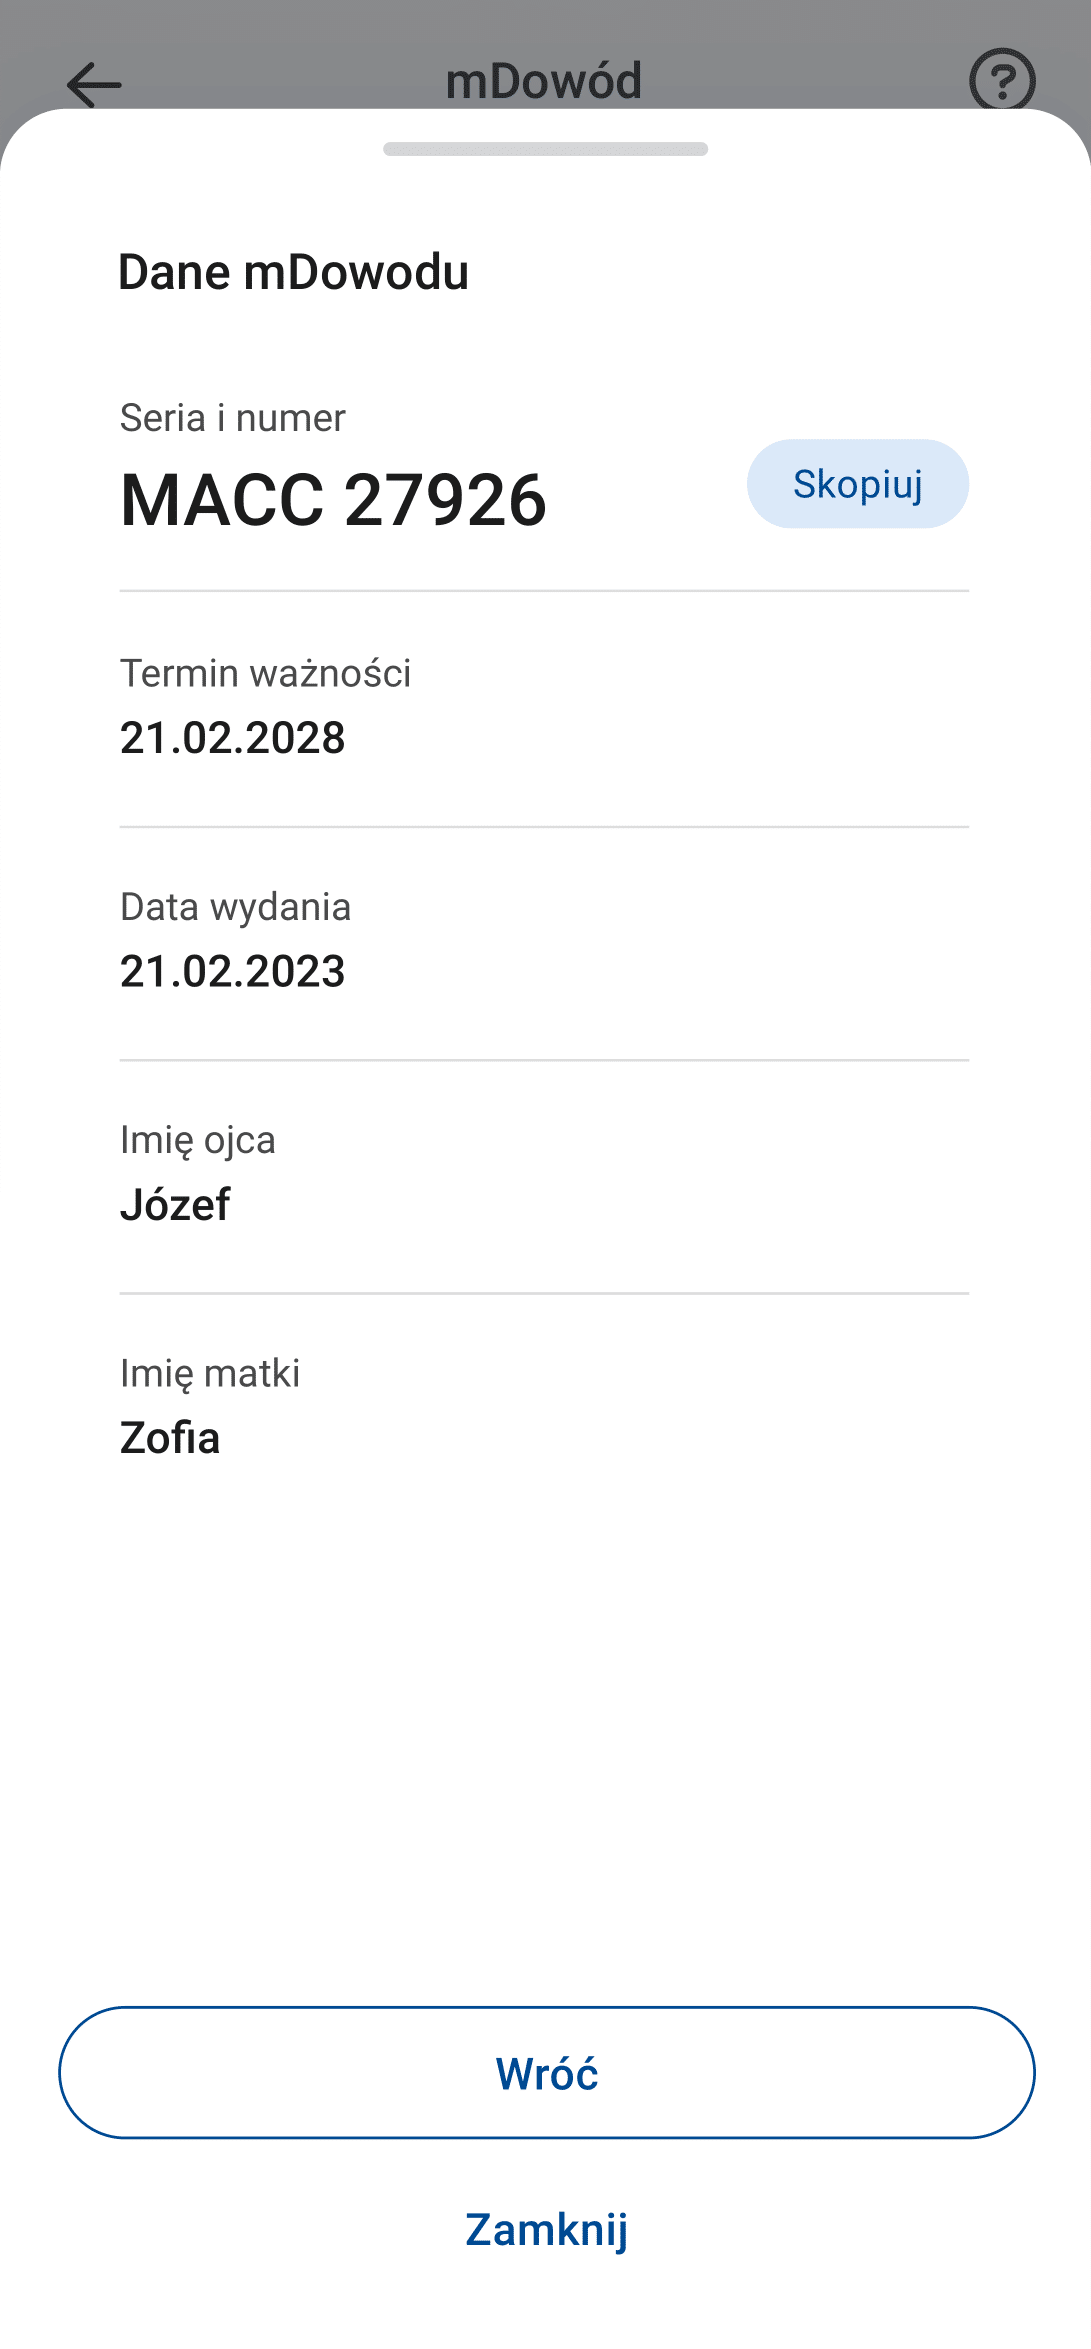 mDowód
Dane mDowodu
Seria i numer
MACC 27926
Skopiuj
Termin ważności
21.02.2028
Data wydania
21.02.2023
Imię ojca
Józef
Imię matki
Zofia
Wróć
Zamknij